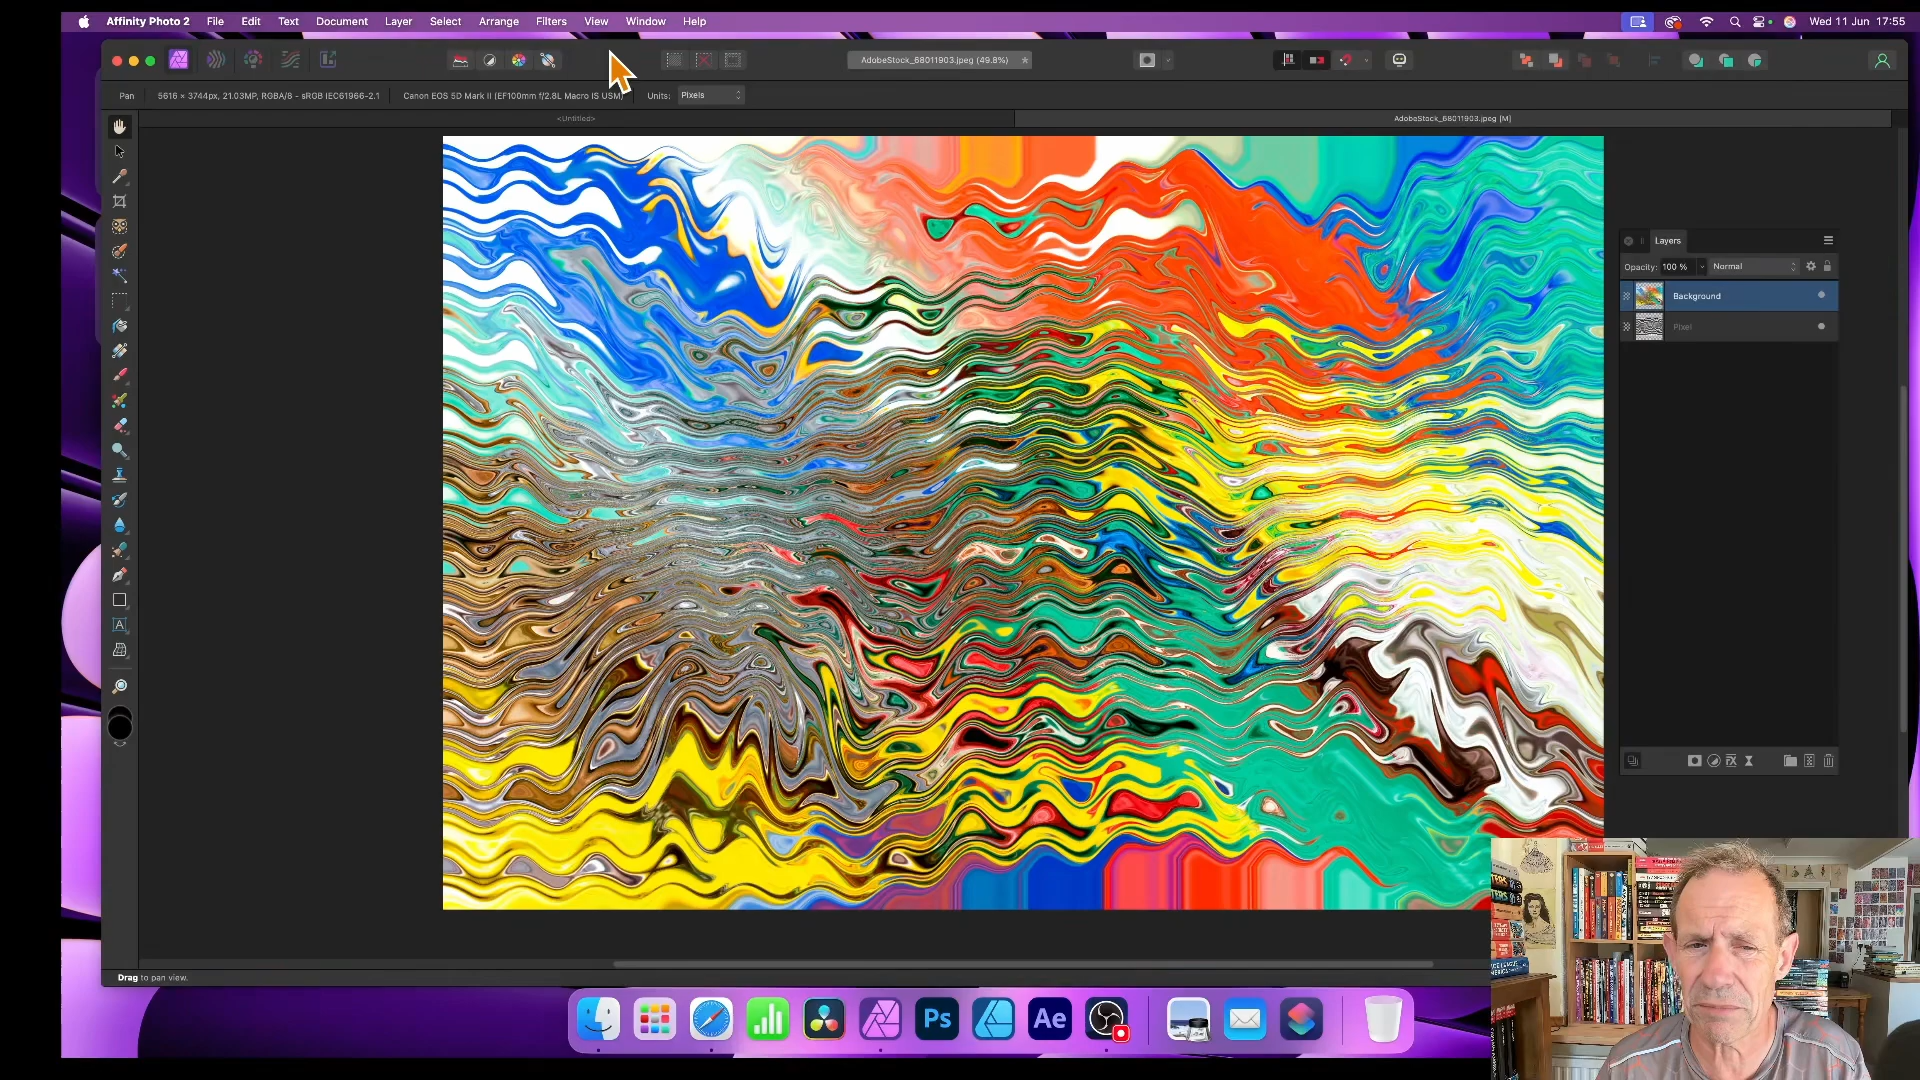 Affinity Photo 2 File Edit Text Document Layer Select Arrange Filters View Window Help Wed 11 Jun 17:55
AdobeStock_68011903.jpeg (49.8%)
Pan 5616 × 3744px, 21.03MP, RGBA/8 - sRGB IEC61966-2.1 Canon EOS 5D Mark II (EF100mm f/2.8L Macro IS USM) Units: Pixels
<Untitled> AdobeStock_68011903.jpeg [M]
Layers
Opacity: 100 % Normal
Background
Pixel
A
FX
Drag to pan view.
Ps Ae